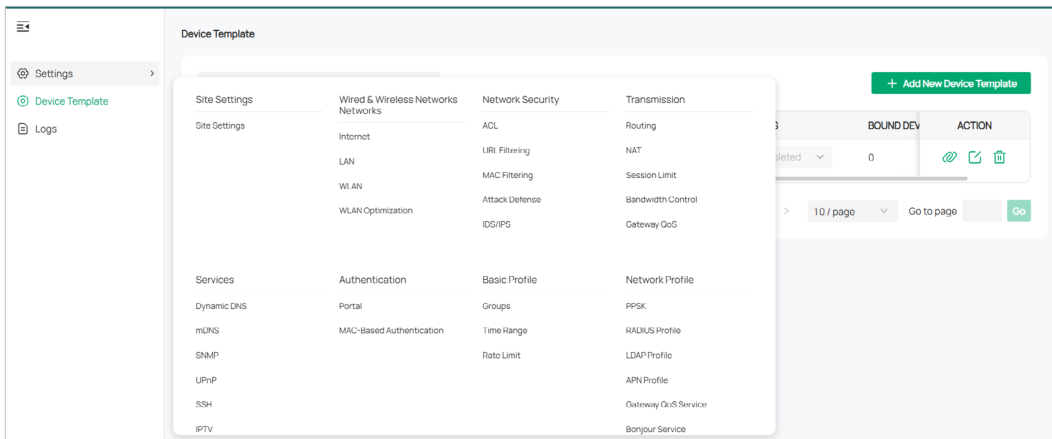 Device Template
Settings
Device Template
Logs
+ Add New Device Template
BOUND DEV
ACTION
0
10 / page
Go to page
Go
Site Settings
Site Settings
Wired & Wireless Networks
Networks
Internet
LAN
WLAN
WLAN Optimization
Network Security
ACL
URL Filtering
MAC Filtering
Attack Defense
IDS/IPS
Transmission
Routing
NAT
Session Limit
Bandwidth Control
Gateway QoS
Services
Dynamic DNS
mDNS
SNMP
UPnP
SSH
IPTV
Authentication
Portal
MAC-Based Authentication
Basic Profile
Groups
Time Range
Rate Limit
Network Profile
PPSK
RADIUS Profile
LDAP Profile
APN Profile
Gateway QoS Service
Bonjour Service